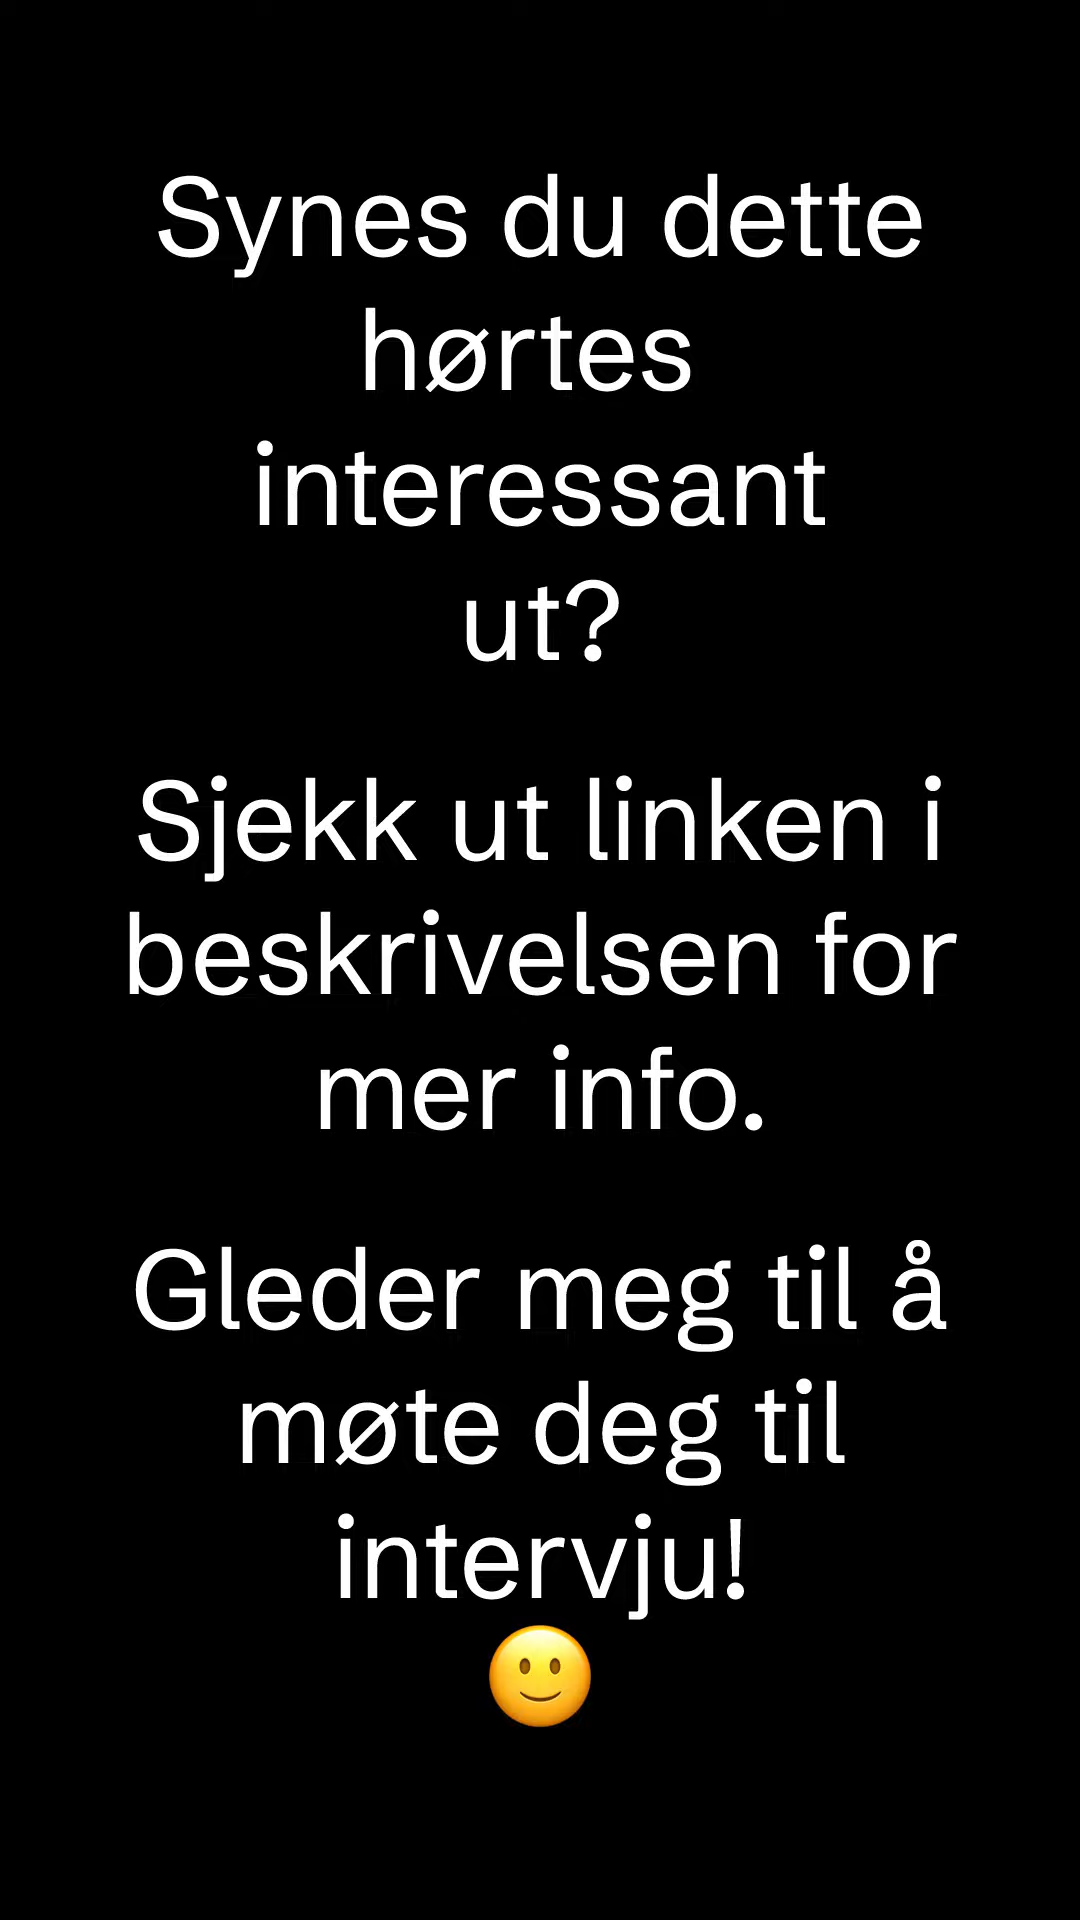 Synes du dette
hørtes
interessant
ut?
Sjekk ut linken i
beskrivelsen for
mer info.
Gleder meg til å
møte deg til
intervju!
🙂